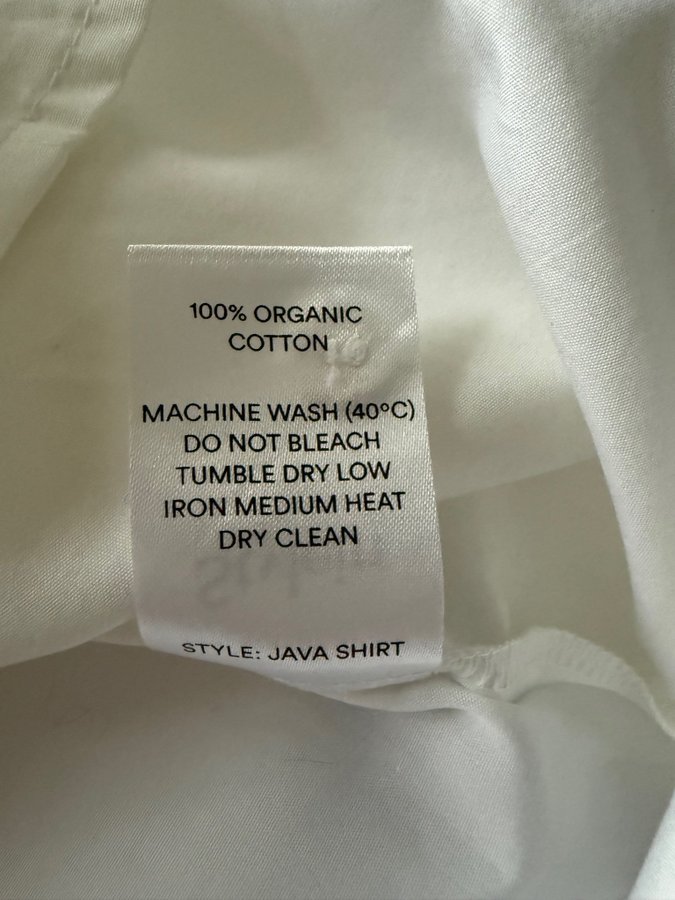 100% ORGANIC
COTTON
MACHINE WASH (40°C)
DO NOT BLEACH
TUMBLE DRY LOW
IRON MEDIUM HEAT
DRY CLEAN
STYLE: JAVA SHIRT